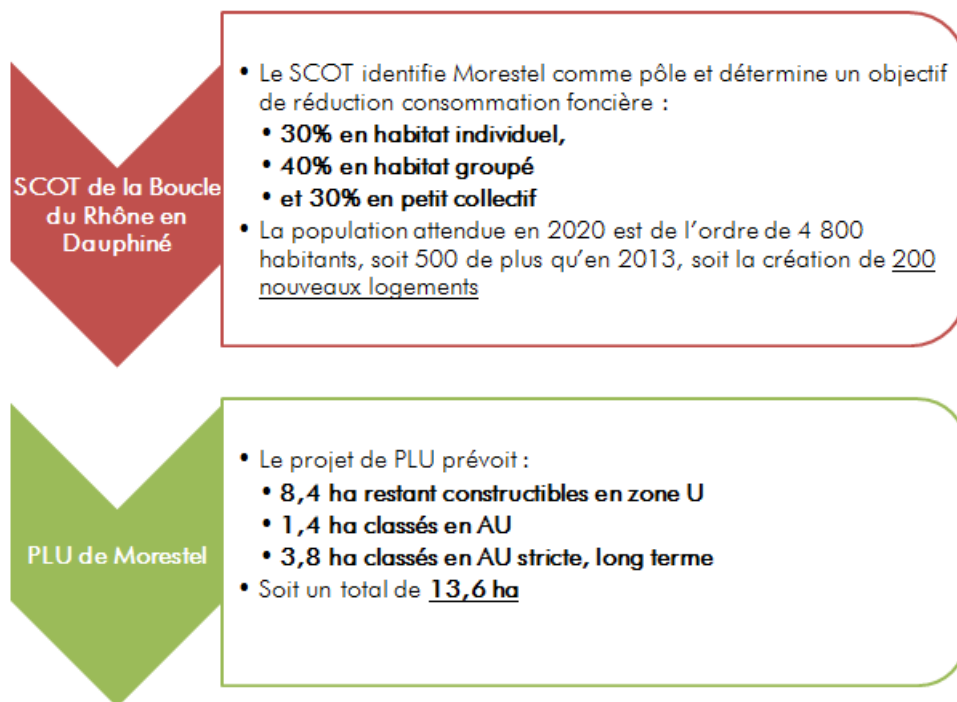 SCOT de la Boucle
du Rhône en
Dauphiné
• Le SCOT identifie Morestel comme pôle et détermine un objectif
de réduction consommation foncière :
• 30% en habitat individuel,
• 40% en habitat groupé
• et 30% en petit collectif
• La population attendue en 2020 est de l'ordre de 4 800
habitants, soit 500 de plus qu'en 2013, soit la création de 200
nouveaux logements
PLU de Morestel
• Le projet de PLU prévoit :
• 8,4 ha restant constructibles en zone U
• 1,4 ha classés en AU
• 3,8 ha classés en AU stricte, long terme
• Soit un total de 13,6 ha